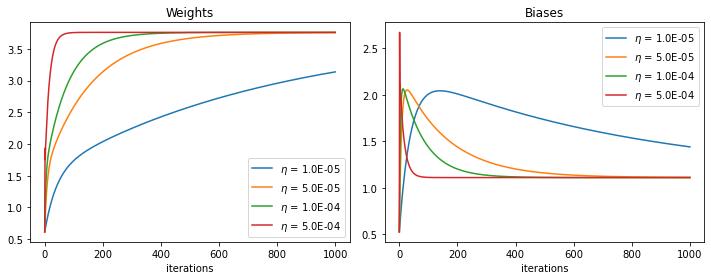 Weights
3.5
3.0
2.5
2.0
1.5
1.0
0.5
η = 1.0E-05
η = 5.0E-05
η = 1.0E-04
η = 5.0E-04
0 200 400 600 800 1000
iterations
Biases
2.5
2.0
1.5
1.0
0.5
η = 1.0E-05
η = 5.0E-05
η = 1.0E-04
η = 5.0E-04
0 200 400 600 800 1000
iterations